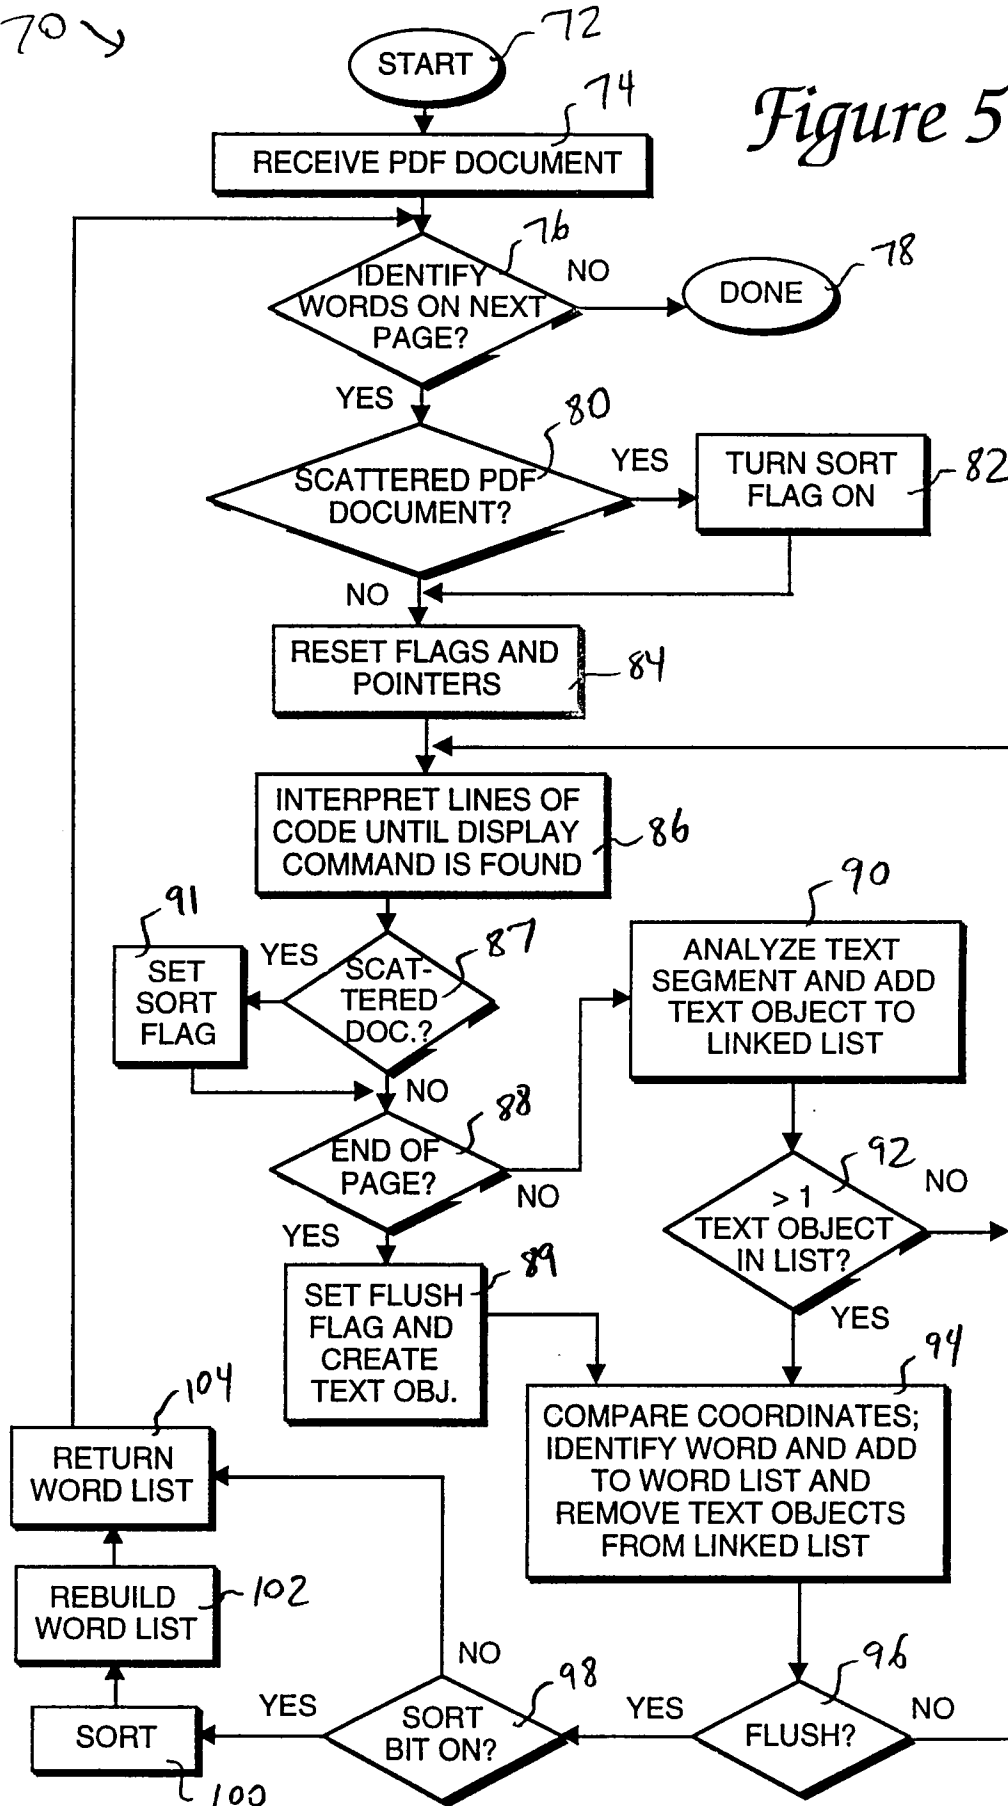 70
START
72
Figure 5
74
RECEIVE PDF DOCUMENT
76
IDENTIFY
WORDS ON NEXT
PAGE?
NO
DONE
78
YES
80
SCATTERED PDF
DOCUMENT?
YES
TURN SORT
FLAG ON
82
NO
RESET FLAGS AND
POINTERS
84
INTERPRET LINES OF
CODE UNTIL DISPLAY
COMMAND IS FOUND
86
91
SET
SORT
FLAG
YES
SCAT-
TERED
DOC.?
87
NO
90
ANALYZE TEXT
SEGMENT AND ADD
TEXT OBJECT TO
LINKED LIST
END OF
PAGE?
88
NO
YES
92
> 1
TEXT OBJECT
IN LIST?
NO
YES
SET FLUSH
FLAG AND
CREATE
TEXT OBJ.
89
94
COMPARE COORDINATES;
IDENTIFY WORD AND ADD
TO WORD LIST AND
REMOVE TEXT OBJECTS
FROM LINKED LIST
104
RETURN
WORD LIST
REBUILD
WORD LIST
102
NO
SORT
100
YES
SORT
BIT ON?
98
YES
FLUSH?
96
NO